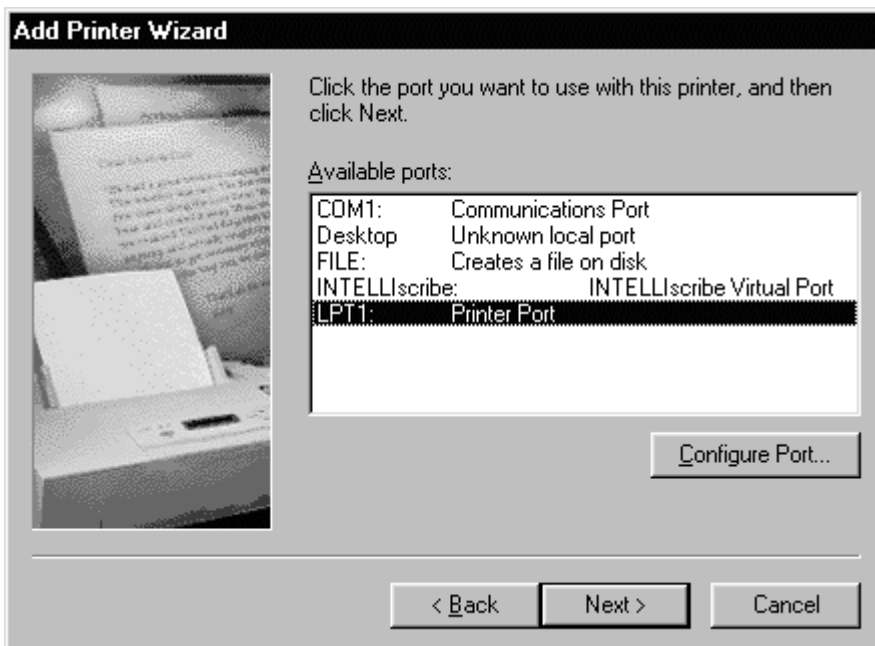 Add Printer Wizard
Click the port you want to use with this printer, and then
click Next.
Available ports:
COM1: Communications Port
Desktop Unknown local port
FILE: Creates a file on disk
INTELLIscribe: INTELLIscribe Virtual Port
LPT1: Printer Port
Configure Port...
< Back Next > Cancel